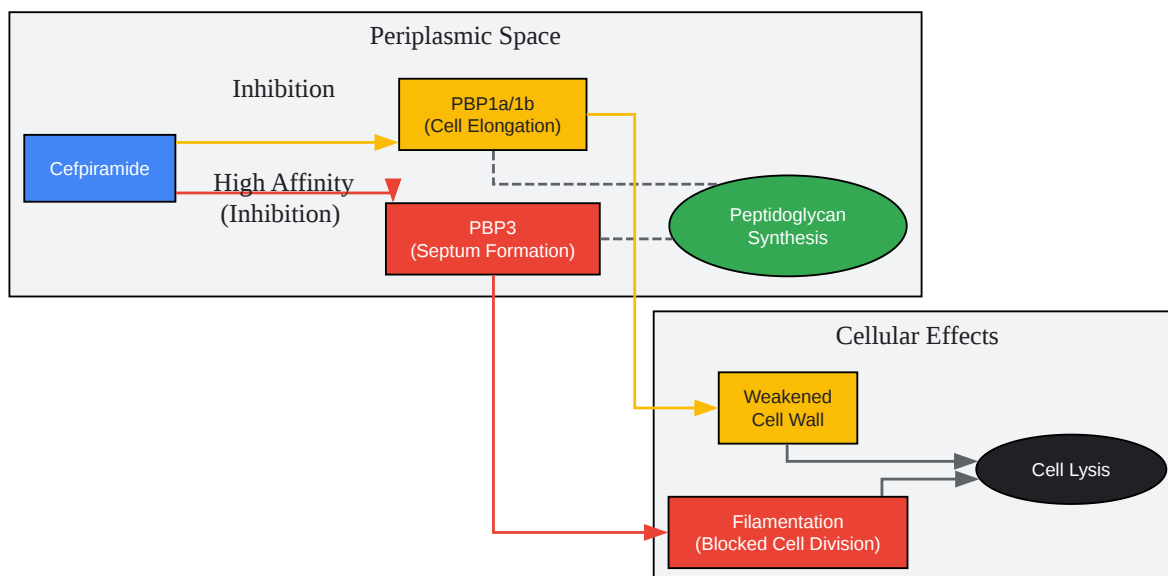 Periplasmic Space
Inhibition
PBP1a/1b
(Cell Elongation)
Cefpiramide
High Affinity
(Inhibition)
PBP3
(Septum Formation)
Peptidoglycan
Synthesis
Cellular Effects
Weakened
Cell Wall
Cell Lysis
Filamentation
(Blocked Cell Division)